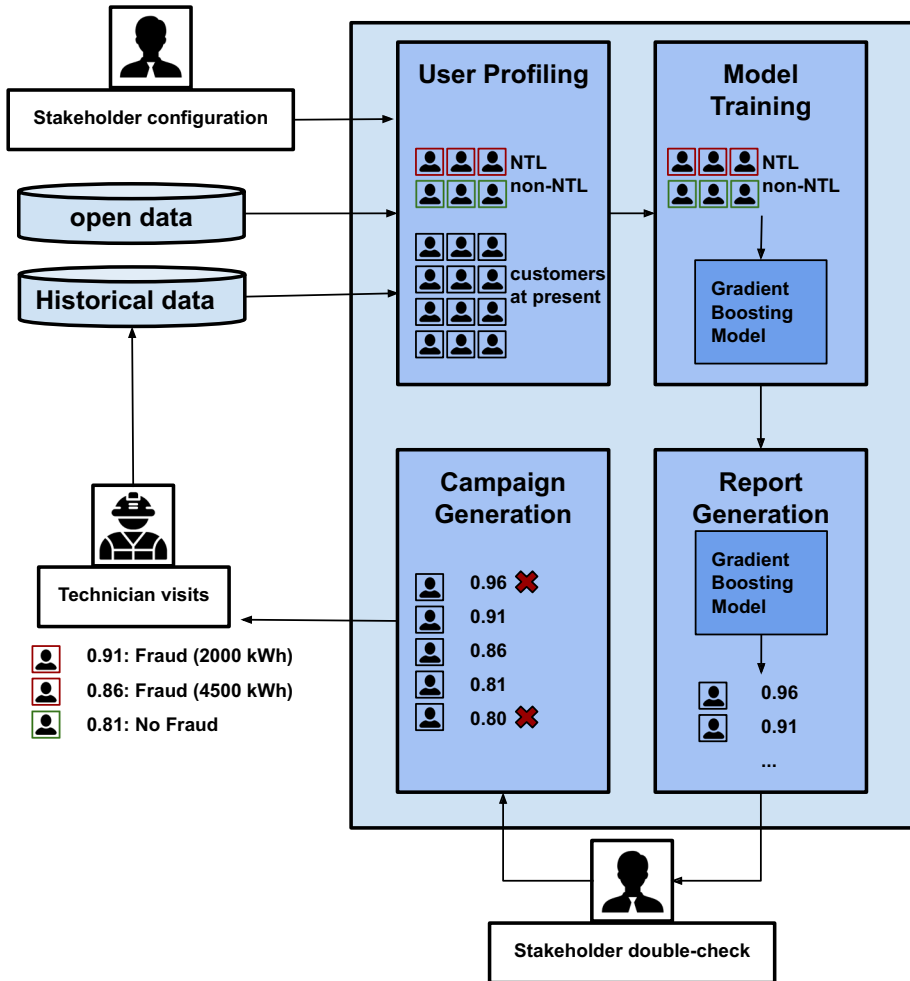 Stakeholder configuration
open data
Historical data
User Profiling
NTL
non-NTL
customers
at present
Model
Training
NTL
non-NTL
Gradient
Boosting
Model
Report
Generation
Gradient
Boosting
Model
0.96
0.91
...
Stakeholder double-check
Campaign
Generation
0.96
0.91
0.86
0.81
0.80
Technician visits
0.91: Fraud (2000 kWh)
0.86: Fraud (4500 kWh)
0.81: No Fraud